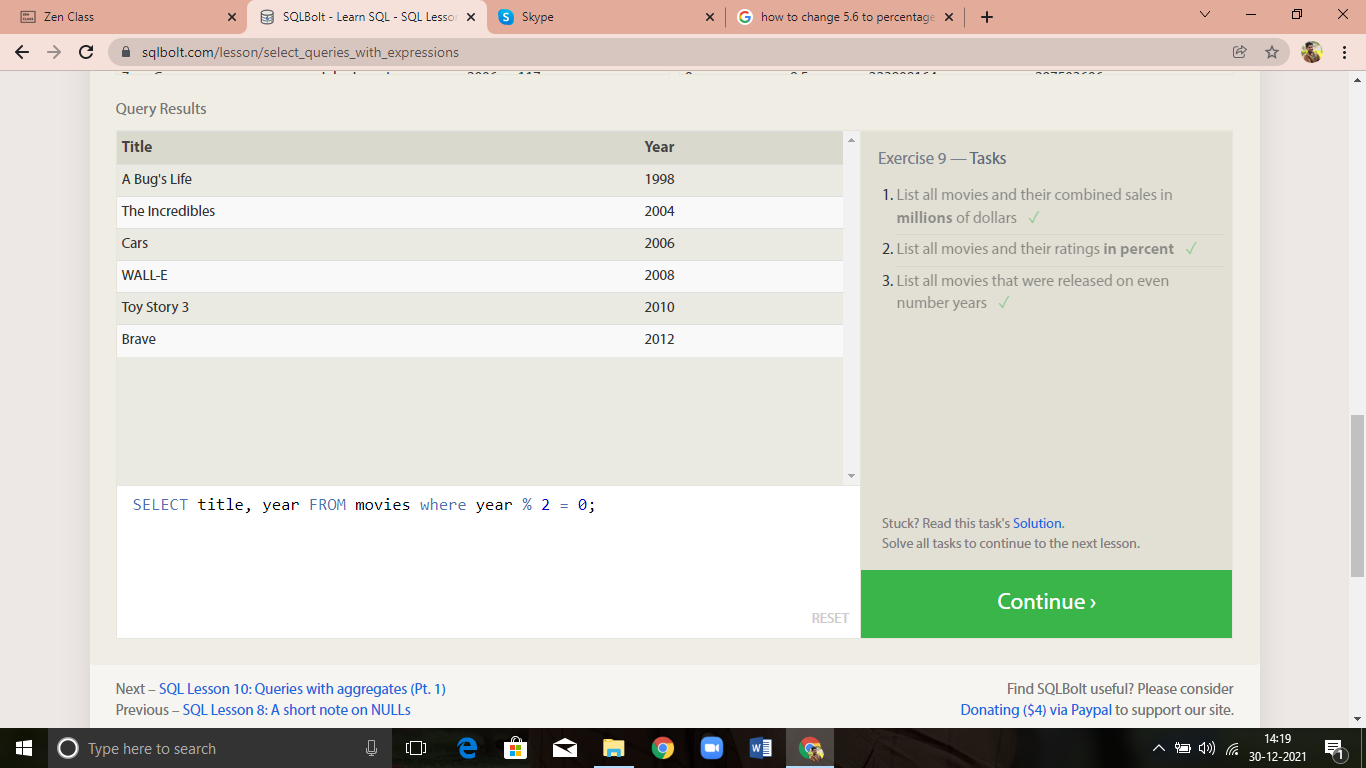 Zen Class
SQLBolt - Learn SQL - SQL Lesson
Skype
how to change 5.6 to percentage
sqlbolt.com/lesson/select_queries_with_expressions
Query Results
Title Year
A Bug's Life 1998
The Incredibles 2004
Cars 2006
WALL-E 2008
Toy Story 3 2010
Brave 2012
SELECT title, year FROM movies where year % 2 = 0;
RESET
Exercise 9 — Tasks
1. List all movies and their combined sales in
millions of dollars ✓
2. List all movies and their ratings in percent ✓
3. List all movies that were released on even
number years ✓
Stuck? Read this task's Solution.
Solve all tasks to continue to the next lesson.
Continue ›
Next – SQL Lesson 10: Queries with aggregates (Pt. 1)
Previous – SQL Lesson 8: A short note on NULLs
Find SQLBolt useful? Please consider
Donating ($4) via Paypal to support our site.
Type here to search
14:19
30-12-2021
1